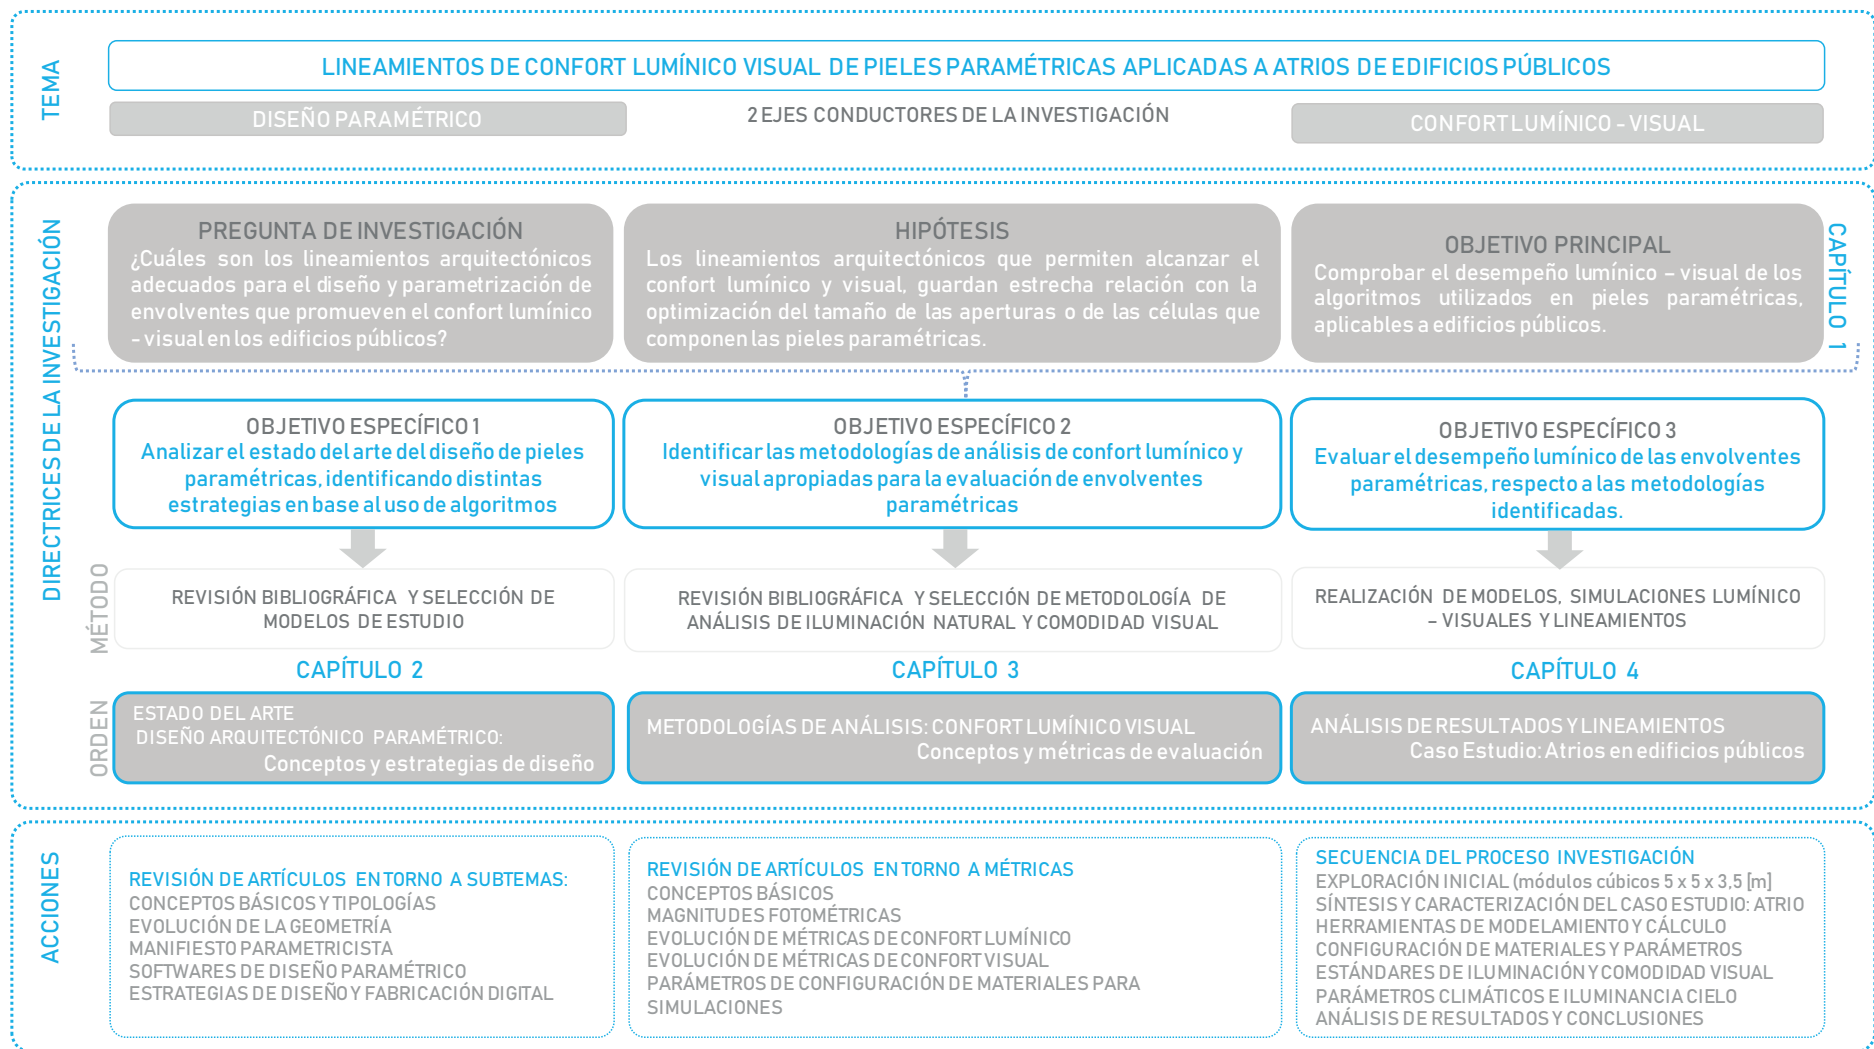 TEMA
LINEAMIENTOS DE CONFORT LUMÍNICO VISUAL DE PIELES PARAMÉTRICAS APLICADAS A ATRIOS DE EDIFICIOS PÚBLICOS
DISEÑO PARAMÉTRICO
2 EJES CONDUCTORES DE LA INVESTIGACIÓN
CONFORT LUMÍNICO - VISUAL
DIRECTRICES DE LA INVESTIGACIÓN
PREGUNTA DE INVESTIGACIÓN
¿Cuáles son los lineamientos arquitectónicos
adecuados para el diseño y parametrización de
envolventes que promueven el confort lumínico
- visual en los edificios públicos?
HIPÓTESIS
Los lineamientos arquitectónicos que permiten alcanzar el
confort lumínico y visual, guardan estrecha relación con la
optimización del tamaño de las aperturas o de las células que
componen las pieles paramétricas.
OBJETIVO PRINCIPAL
Comprobar el desempeño lumínico – visual de los
algoritmos utilizados en pieles paramétricas,
aplicables a edificios públicos.
CAPÍTULO 1
OBJETIVO ESPECÍFICO 1
Analizar el estado del arte del diseño de pieles
paramétricas, identificando distintas
estrategias en base al uso de algoritmos
OBJETIVO ESPECÍFICO 2
Identificar las metodologías de análisis de confort lumínico y
visual apropiadas para la evaluación de envolventes
paramétricas
OBJETIVO ESPECÍFICO 3
Evaluar el desempeño lumínico de las envolventes
paramétricas, respecto a las metodologías
identificadas.
MÉTODO
REVISIÓN BIBLIOGRÁFICA Y SELECCIÓN DE
MODELOS DE ESTUDIO
REVISIÓN BIBLIOGRÁFICA Y SELECCIÓN DE METODOLOGÍA DE
ANÁLISIS DE ILUMINACIÓN NATURAL Y COMODIDAD VISUAL
REALIZACIÓN DE MODELOS, SIMULACIONES LUMÍNICO
– VISUALES Y LINEAMIENTOS
CAPÍTULO 2
CAPÍTULO 3
CAPÍTULO 4
ORDEN
ESTADO DEL ARTE
DISEÑO ARQUITECTÓNICO PARAMÉTRICO:
Conceptos y estrategias de diseño
METODOLOGÍAS DE ANÁLISIS: CONFORT LUMÍNICO VISUAL
Conceptos y métricas de evaluación
ANÁLISIS DE RESULTADOS Y LINEAMIENTOS
Caso Estudio: Atrios en edificios públicos
ACCIONES
REVISIÓN DE ARTÍCULOS EN TORNO A SUBTEMAS:
CONCEPTOS BÁSICOS Y TIPOLOGÍAS
EVOLUCIÓN DE LA GEOMETRÍA
MANIFIESTO PARAMETRICISTA
SOFTWARES DE DISEÑO PARAMÉTRICO
ESTRATEGIAS DE DISEÑO Y FABRICACIÓN DIGITAL
REVISIÓN DE ARTÍCULOS EN TORNO A MÉTRICAS
CONCEPTOS BÁSICOS
MAGNITUDES FOTOMÉTRICAS
EVOLUCIÓN DE MÉTRICAS DE CONFORT LUMÍNICO
EVOLUCIÓN DE MÉTRICAS DE CONFORT VISUAL
PARÁMETROS DE CONFIGURACIÓN DE MATERIALES PARA
SIMULACIONES
SECUENCIA DEL PROCESO INVESTIGACIÓN
EXPLORACIÓN INICIAL (módulos cúbicos 5 x 5 x 3,5 [m]
SÍNTESIS Y CARACTERIZACIÓN DEL CASO ESTUDIO: ATRIO
HERRAMIENTAS DE MODELAMIENTO Y CÁLCULO
CONFIGURACIÓN DE MATERIALES Y PARÁMETROS
ESTÁNDARES DE ILUMINACIÓN Y COMODIDAD VISUAL
PARÁMETROS CLIMÁTICOS E ILUMINANCIA CIELO
ANÁLISIS DE RESULTADOS Y CONCLUSIONES